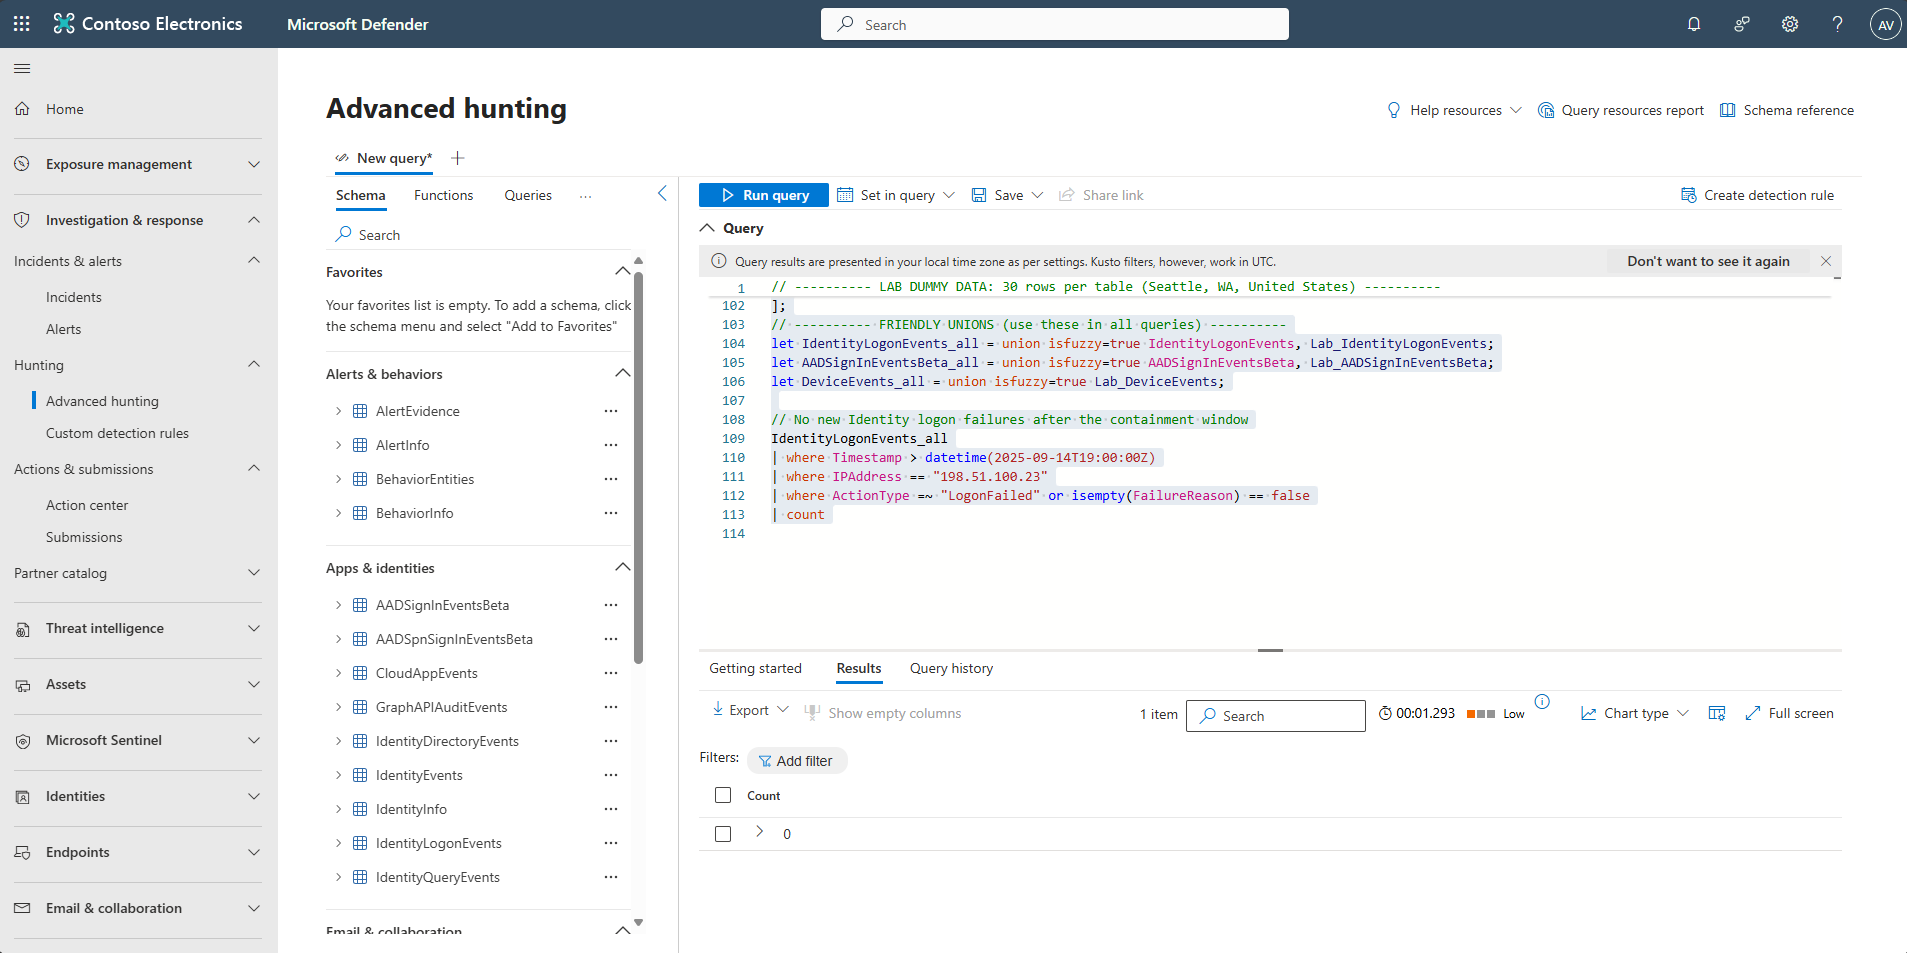 Contoso Electronics
Microsoft Defender
Search
AV
Home
Exposure management
Investigation & response
Incidents & alerts
Incidents
Alerts
Hunting
Advanced hunting
Custom detection rules
Actions & submissions
Action center
Submissions
Partner catalog
Threat intelligence
Assets
Microsoft Sentinel
Identities
Endpoints
Email & collaboration
Advanced hunting
Help resources
Query resources report
Schema reference
New query*
Schema
Functions
Queries
...
Search
Favorites
Your favorites list is empty. To add a schema, click
the schema menu and select "Add to Favorites"
Alerts & behaviors
AlertEvidence
AlertInfo
BehaviorEntities
BehaviorInfo
Apps & identities
AADSignInEventsBeta
AADSpnSignInEventsBeta
CloudAppEvents
GraphAPIAuditEvents
IdentityDirectoryEvents
IdentityEvents
IdentityInfo
IdentityLogonEvents
IdentityQueryEvents
Email & collaboration
Run query
Set in query
Save
Share link
Create detection rule
Query
Query results are presented in your local time zone as per settings. Kusto filters, however, work in UTC.
Don't want to see it again
1 // ---------- LAB DUMMY DATA: 30 rows per table (Seattle, WA, United States) ----------
102 ];
103 // ---------- FRIENDLY UNIONS (use these in all queries) ----------
104 let IdentityLogonEvents_all = union isfuzzy=true IdentityLogonEvents, Lab_IdentityLogonEvents;
105 let AADSignInEventsBeta_all = union isfuzzy=true AADSignInEventsBeta, Lab_AADSignInEventsBeta;
106 let DeviceEvents_all = union isfuzzy=true Lab_DeviceEvents;
107
108 // No new Identity logon failures after the containment window
109 IdentityLogonEvents_all
110 | where Timestamp > datetime(2025-09-14T19:00:00Z)
111 | where IPAddress == "198.51.100.23"
112 | where ActionType =~ "LogonFailed" or isempty(FailureReason) == false
113 | count
114
Getting started
Results
Query history
Export
Show empty columns
1 item
Search
00:01.293
Low
Chart type
Full screen
Filters:
Add filter
Count
0